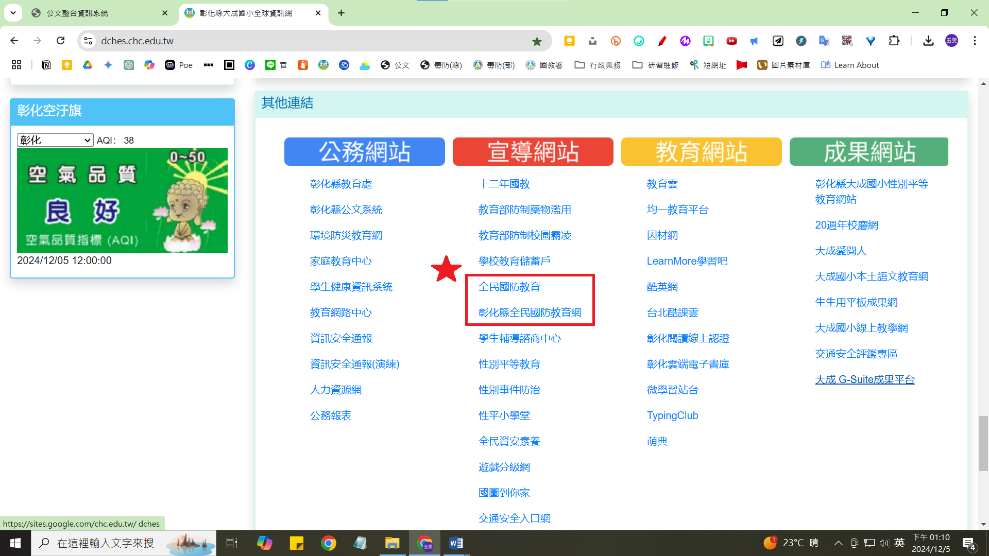 公文整合資訊系統
彰化縣大成國小全球資訊網
dches.chc.edu.tw
Poe
官
公文
教育部
行政業務
研習進修
短網址
圖片素材庫
Learn About
彰化空汙旗
彰化
AQI： 38
0~50
空氣品質
良好
空氣品質指標 (AQI)
2024/12/05 12:00:00
其他連結
公務網站
彰化縣教育處
彰化縣公文系統
環境防災教育網
家庭教育中心
學生健康資訊系統
教育網路中心
資訊安全通報
資訊安全通報(演練)
人力資源網
公務報表
宣導網站
十二年國教
教育部防制藥物濫用
教育部防制校園霸凌
學校教育儲蓄戶
全民國防教育
彰化縣全民國防教育網
學生輔導諮商中心
性別平等教育
性別事件防治
性平小學堂
全民資安素養
遊戲分級網
國圖到你家
交通安全入口網
教育網站
教育雲
均一教育平台
因材網
LearnMore學習吧
酷英網
台北酷課雲
彰化閱讀線上認證
彰化雲端電子書庫
微學習站台
TypingClub
萌典
成果網站
彰化縣大成國小性別平等
教育網站
20週年校慶網
大成愛閱人
大成國小本土語文教育網
生生用平板成果網
大成國小線上教學網
交通安全評鑑專區
大成 G-Suite成果平台
https://sites.google.com/chc.edu.tw/dches
在這裡輸入文字來搜
23°C 晴
英
下午 01:10
2024/12/5
4